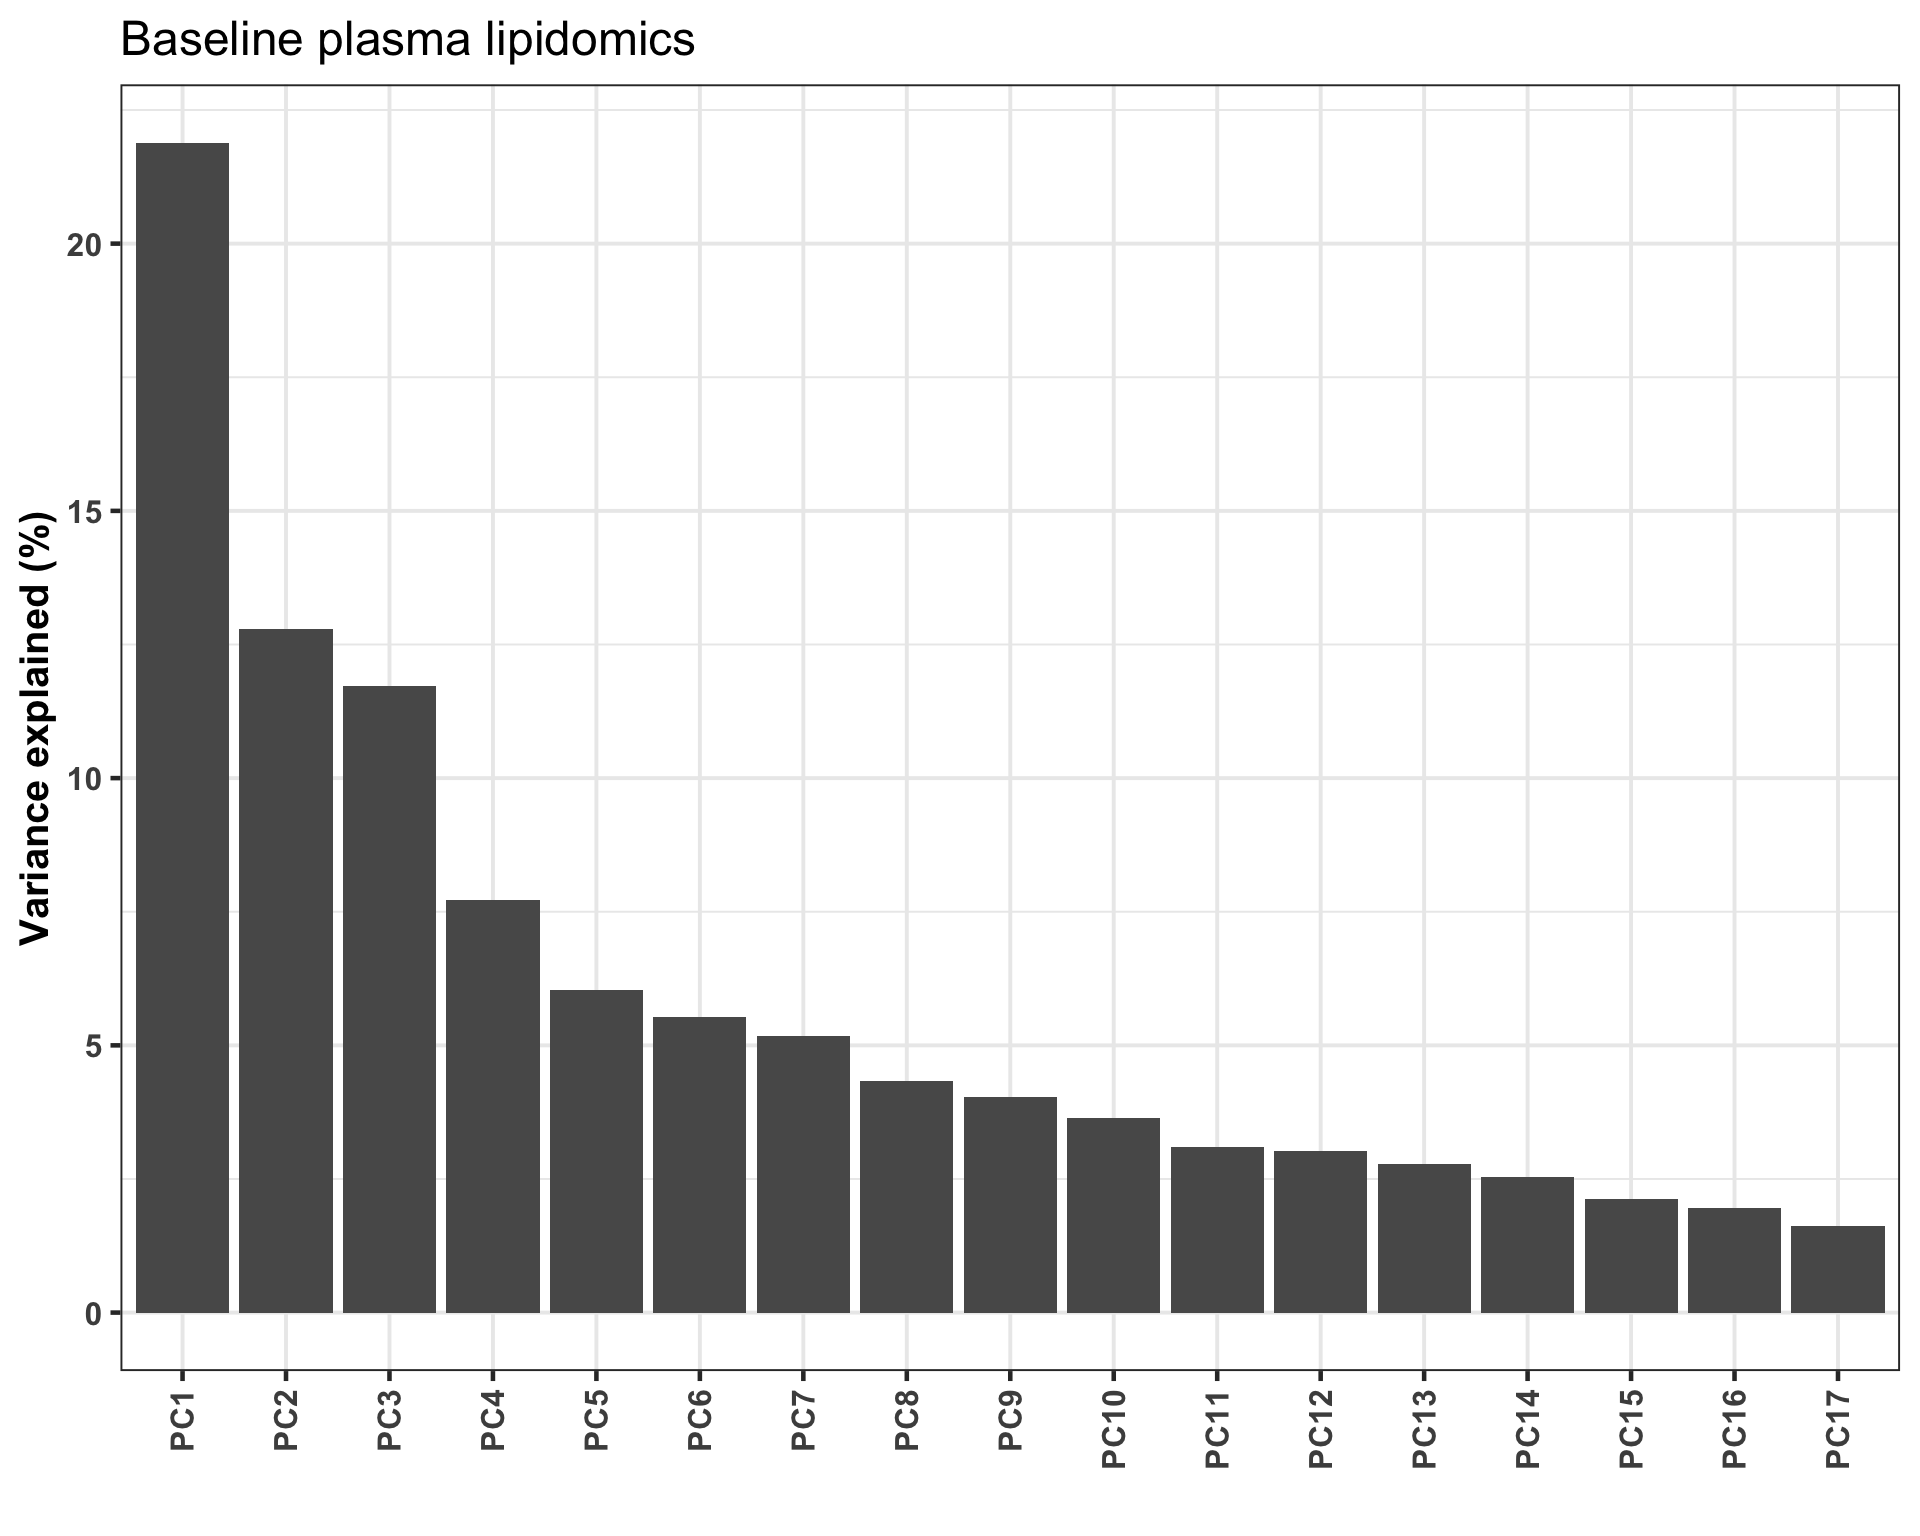 Baseline plasma lipidomics
Variance explained (%)
20
15
10
5
0
PC1
PC2
PC3
PC4
PC5
PC6
PC7
PC8
PC9
PC10
PC11
PC12
PC13
PC14
PC15
PC16
PC17